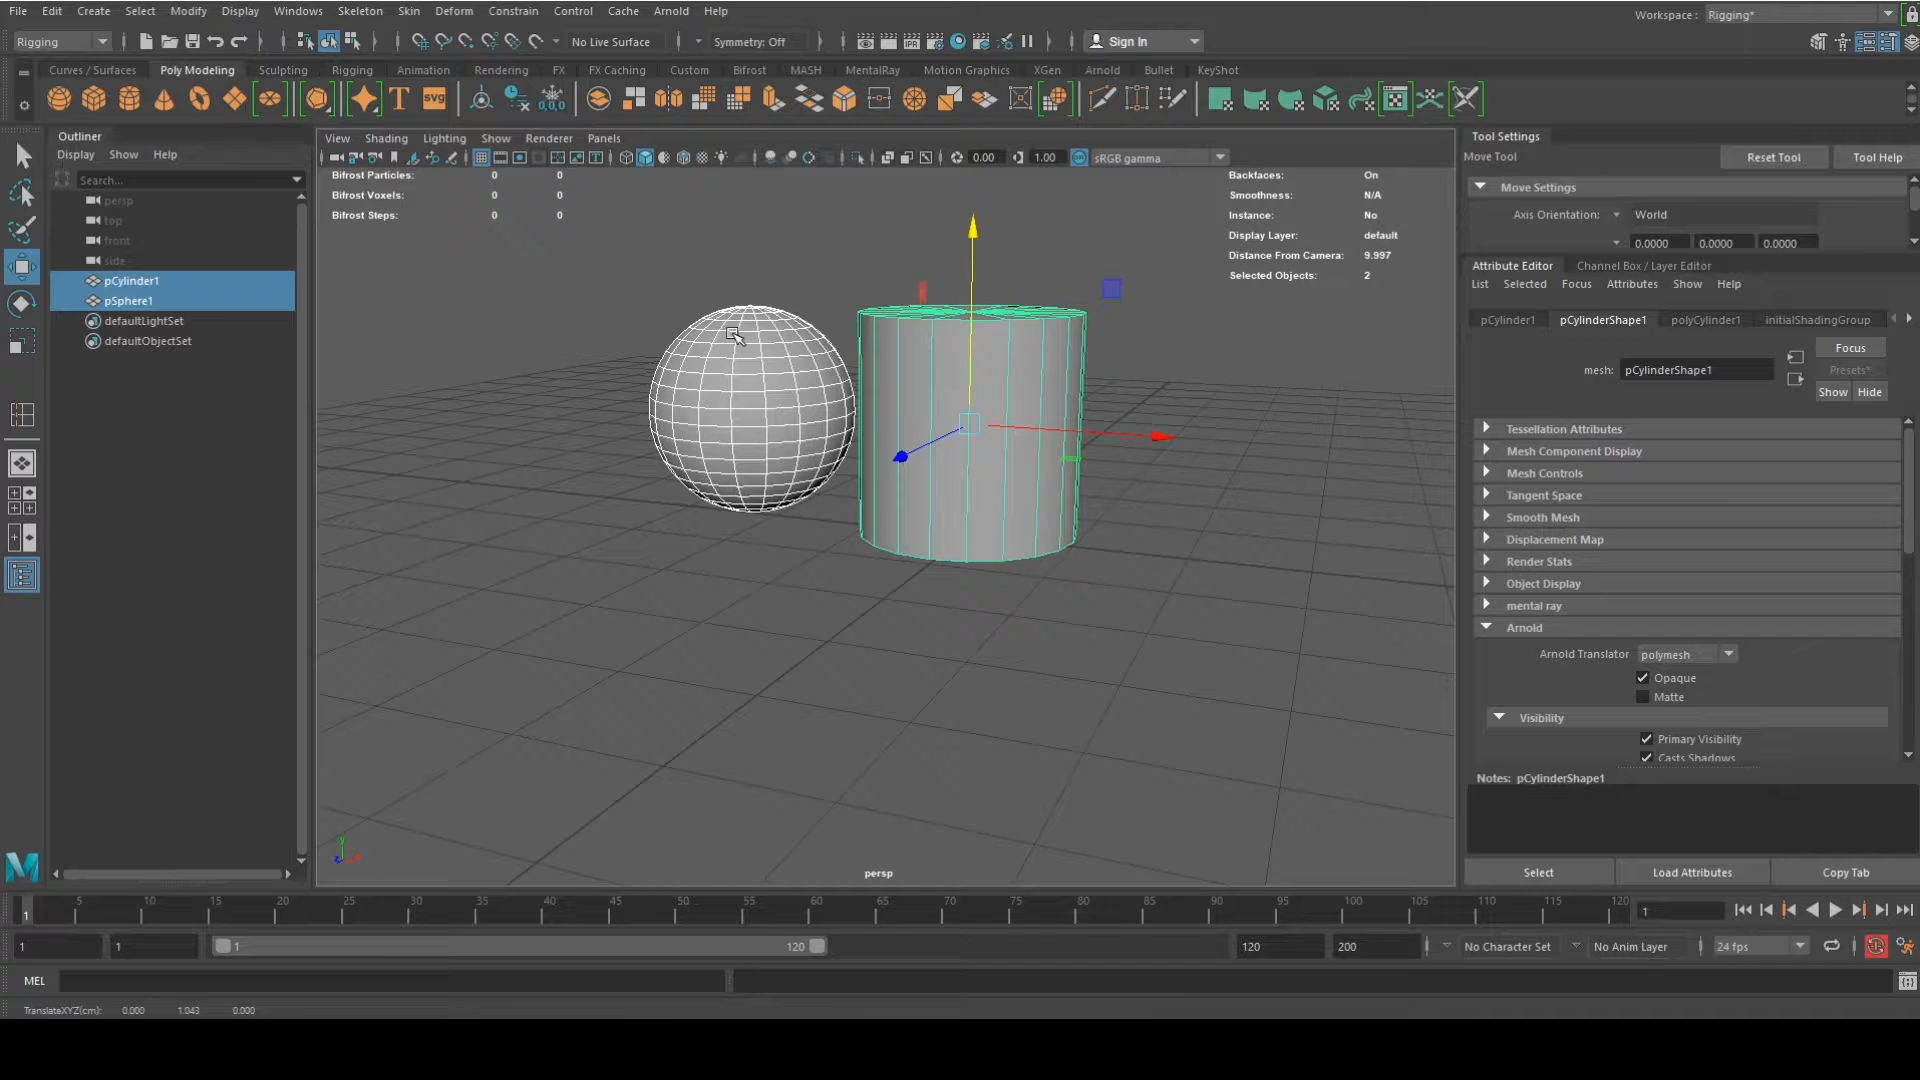 File Edit Create Select Modify Display Windows Skeleton Skin Deform Constrain Control Cache Arnold Help
Workspace : Rigging*
Rigging No Live Surface Symmetry: Off Sign In
Curves / Surfaces Poly Modeling Sculpting Rigging Animation Rendering FX FX Caching Custom Bifrost MASH MentalRay Motion Graphics XGen Arnold Bullet KeyShot
T SVG 0,0,0 IPR
Outliner
Display Show Help
Search...
persp
top
front
side
pCylinder1
pSphere1
defaultLightSet
defaultObjectSet
View Shading Lighting Show Renderer Panels
0.00 1.00 sRGB gamma
Bifrost Particles: 0 0
Bifrost Voxels: 0 0
Bifrost Steps: 0 0
Backfaces: On
Smoothness: N/A
Instance: No
Display Layer: default
Distance From Camera: 9.997
Selected Objects: 2
y
persp
Tool Settings
Move Tool Reset Tool Tool Help
Move Settings
Axis Orientation: World
0.0000 0.0000 0.0000
Attribute Editor Channel Box / Layer Editor
List Selected Focus Attributes Show Help
pCylinder1 pCylinderShape1 polyCylinder1 initialShadingGroup
Focus
mesh: pCylinderShape1 Presets*
Show Hide
Tessellation Attributes
Mesh Component Display
Mesh Controls
Tangent Space
Smooth Mesh
Displacement Map
Render Stats
Object Display
mental ray
Arnold
Arnold Translator polymesh
Opaque
Matte
Visibility
Primary Visibility
Casts Shadows
Notes: pCylinderShape1
Select Load Attributes Copy Tab
1 5 10 15 20 25 30 35 40 45 50 55 60 65 70 75 80 85 90 95 100 105 110 115 120 1
1 1 1 120 120 200 No Character Set No Anim Layer 24 fps
MEL
TranslateXYZ(cm): 0.000 1.043 0.000